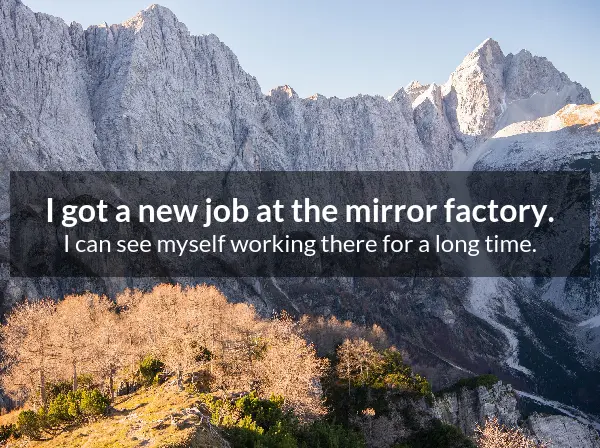 I got a new job at the mirror factory.
I can see myself working there for a long time.